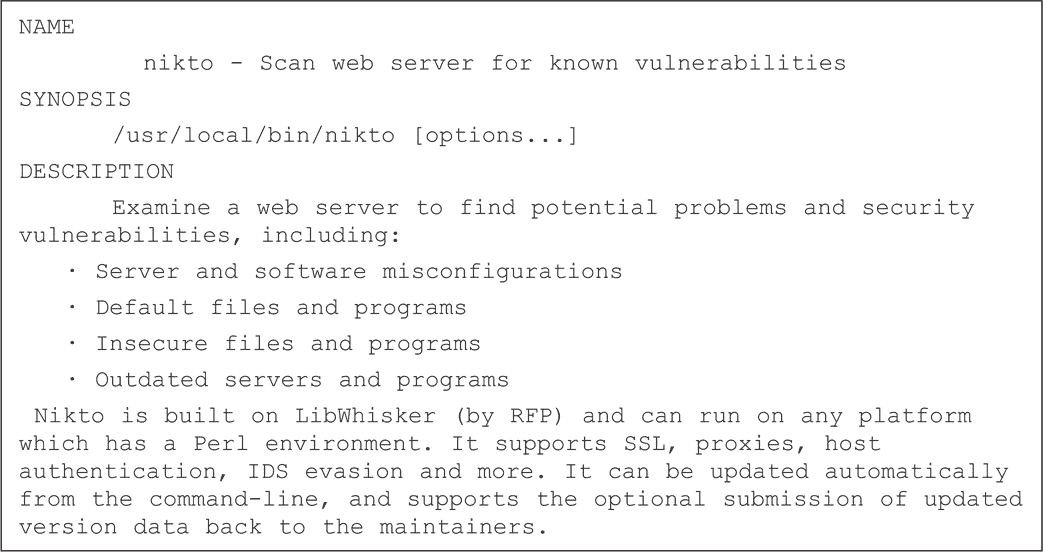 NAME
nikto - Scan web server for known vulnerabilities
SYNOPSIS
/usr/local/bin/nikto [options...]
DESCRIPTION
Examine a web server to find potential problems and security
vulnerabilities, including:
· Server and software misconfigurations
· Default files and programs
· Insecure files and programs
· Outdated servers and programs
Nikto is built on LibWhisker (by RFP) and can run on any platform
which has a Perl environment. It supports SSL, proxies, host
authentication, IDS evasion and more. It can be updated automatically
from the command-line, and supports the optional submission of updated
version data back to the maintainers.